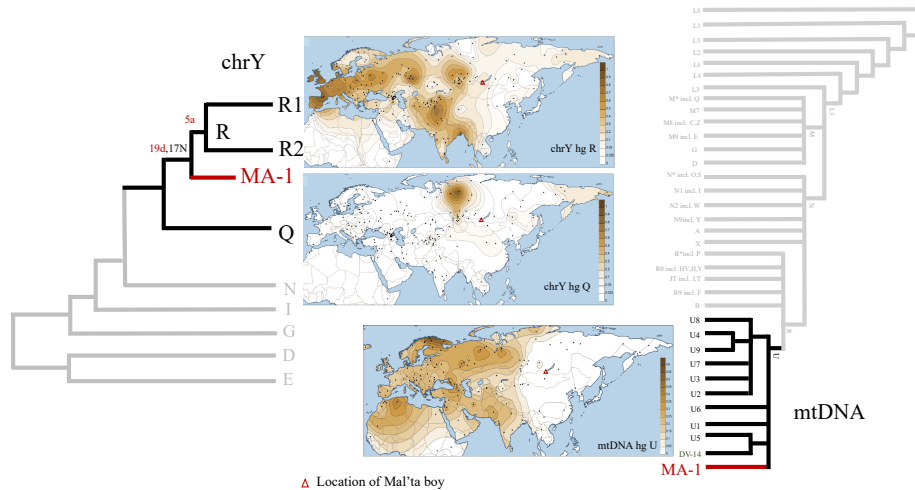 chrY
R1
5a
R
R2
19d,17N
MA-1
Q
N
I
G
D
E
chrY hg R
chrY hg Q
mtDNA hg U
Location of Mal'ta boy
L0
L1
L5
L2
L6
L4
L3
M* incl. Q
M7
M8 incl. C,Z
M9 incl. E
G
D
N* incl. O,S
N1 incl. I
N2 incl. W
N9incl. Y
A
X
R*incl. P
R0 incl. HV,H,V
JT incl. J,T
R9 incl. F
B
U8
U4
U9
U7
U3
U2
U6
U1
U5
DV-14
MA-1
L3
M
N
R
U
mtDNA